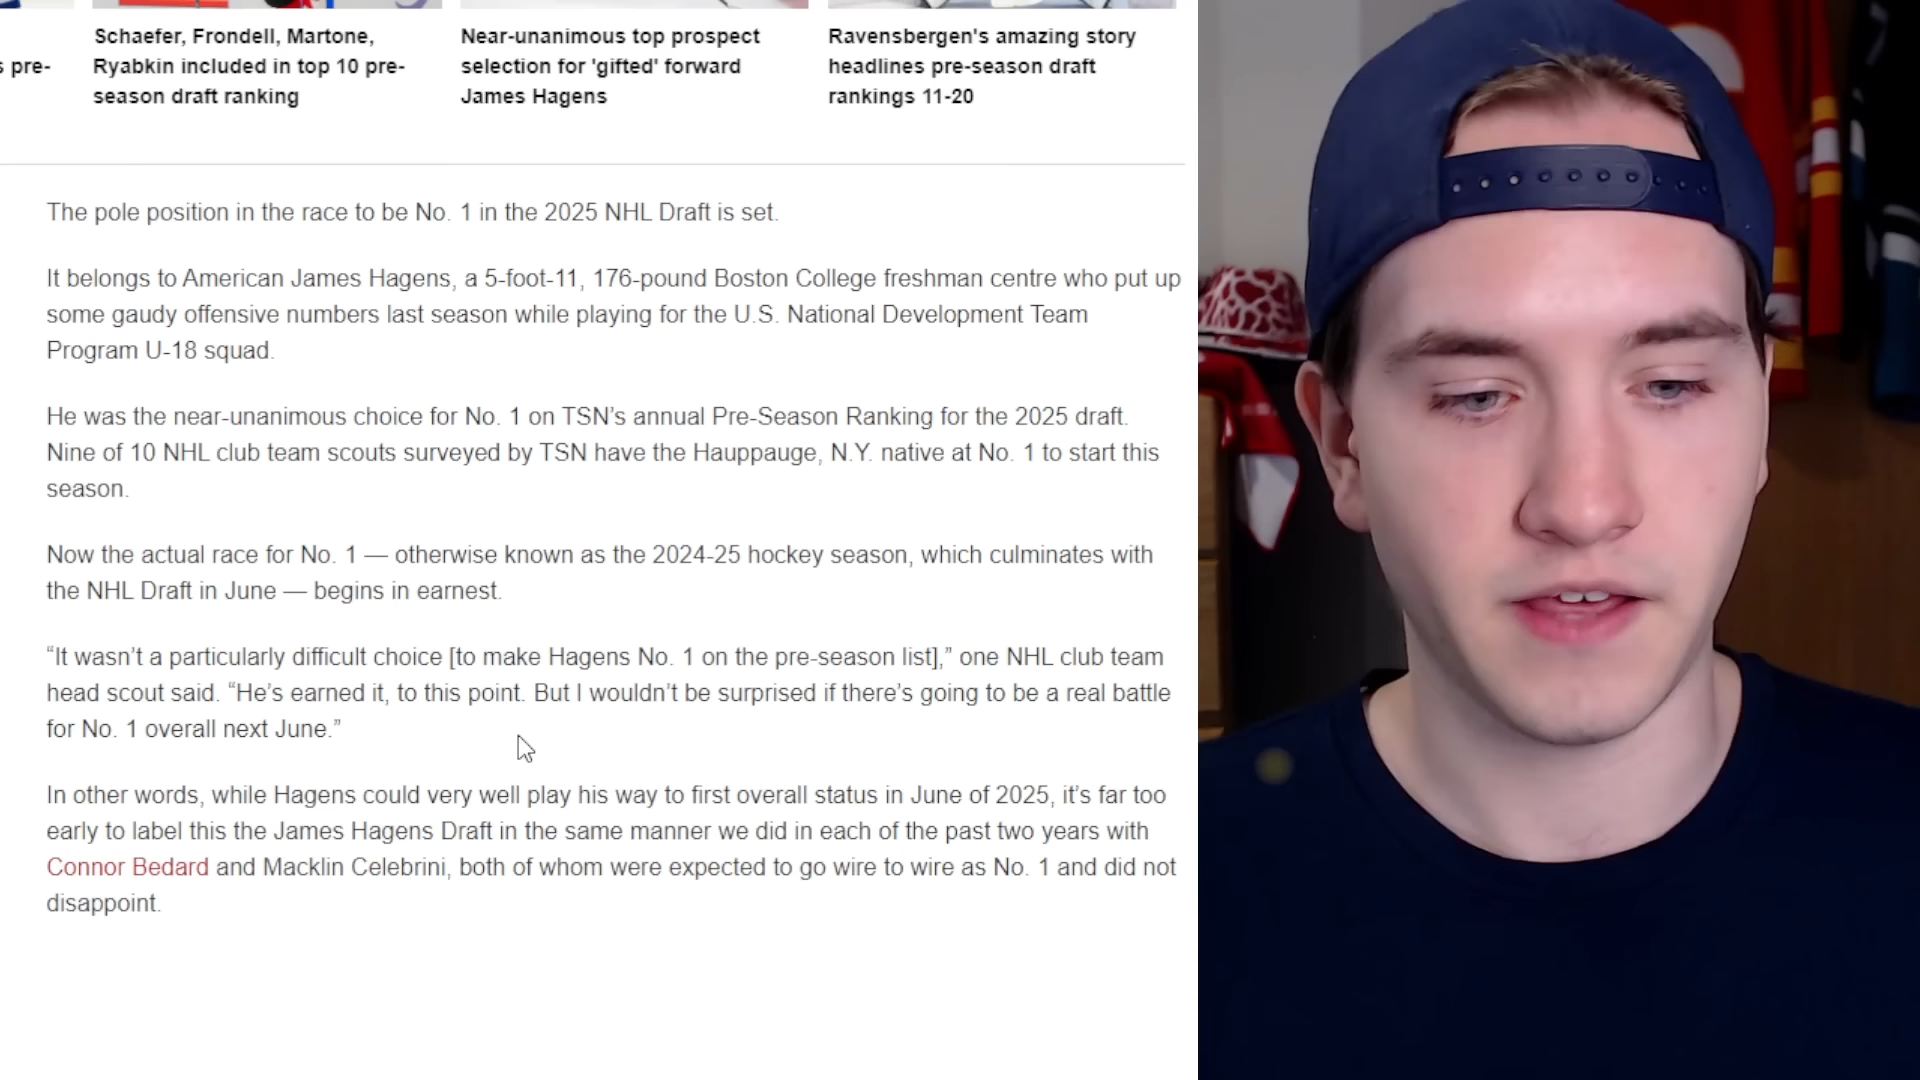 s pre-
Schaefer, Frondell, Martone,
Ryabkin included in top 10 pre-
season draft ranking
Near-unanimous top prospect
selection for 'gifted' forward
James Hagens
Ravensbergen's amazing story
headlines pre-season draft
rankings 11-20
The pole position in the race to be No. 1 in the 2025 NHL Draft is set.
It belongs to American James Hagens, a 5-foot-11, 176-pound Boston College freshman centre who put up
some gaudy offensive numbers last season while playing for the U.S. National Development Team
Program U-18 squad.
He was the near-unanimous choice for No. 1 on TSN’s annual Pre-Season Ranking for the 2025 draft.
Nine of 10 NHL club team scouts surveyed by TSN have the Hauppauge, N.Y. native at No. 1 to start this
season.
Now the actual race for No. 1 — otherwise known as the 2024-25 hockey season, which culminates with
the NHL Draft in June — begins in earnest.
“It wasn’t a particularly difficult choice [to make Hagens No. 1 on the pre-season list],” one NHL club team
head scout said. “He’s earned it, to this point. But I wouldn’t be surprised if there’s going to be a real battle
for No. 1 overall next June.”
In other words, while Hagens could very well play his way to first overall status in June of 2025, it’s far too
early to label this the James Hagens Draft in the same manner we did in each of the past two years with
Connor Bedard and Macklin Celebrini, both of whom were expected to go wire to wire as No. 1 and did not
disappoint.